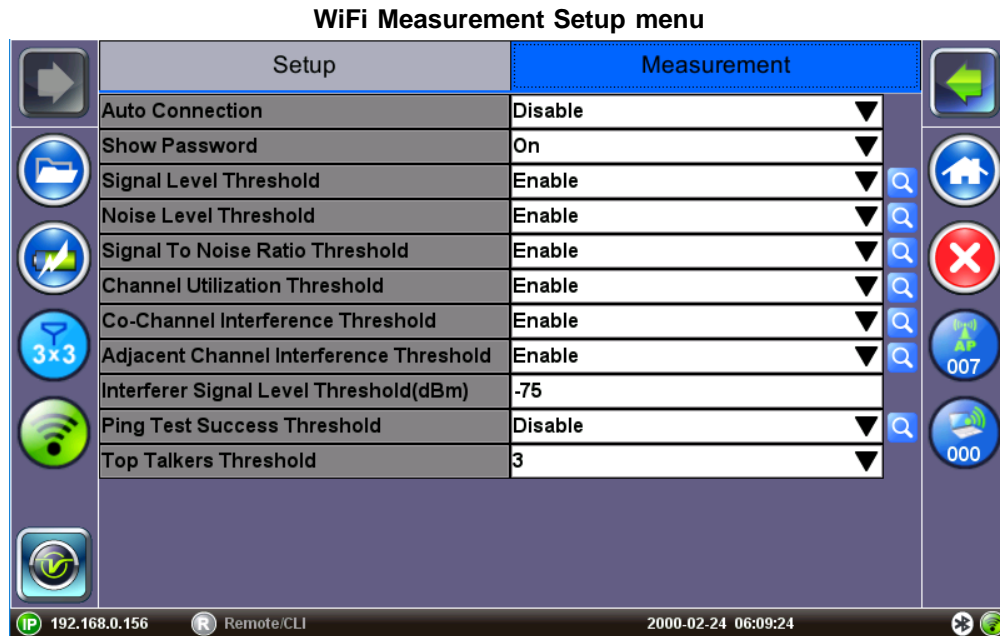 WiFi Measurement Setup menu
Setup Measurement
Auto Connection Disable
Show Password On
Signal Level Threshold Enable
Noise Level Threshold Enable
Signal To Noise Ratio Threshold Enable
Channel Utilization Threshold Enable
Co-Channel Interference Threshold Enable
Adjacent Channel Interference Threshold Enable
Interferer Signal Level Threshold(dBm) -75
Ping Test Success Threshold Disable
Top Talkers Threshold 3
3×3
AP
007
000
IP 192.168.0.156 R Remote/CLI 2000-02-24 06:09:24